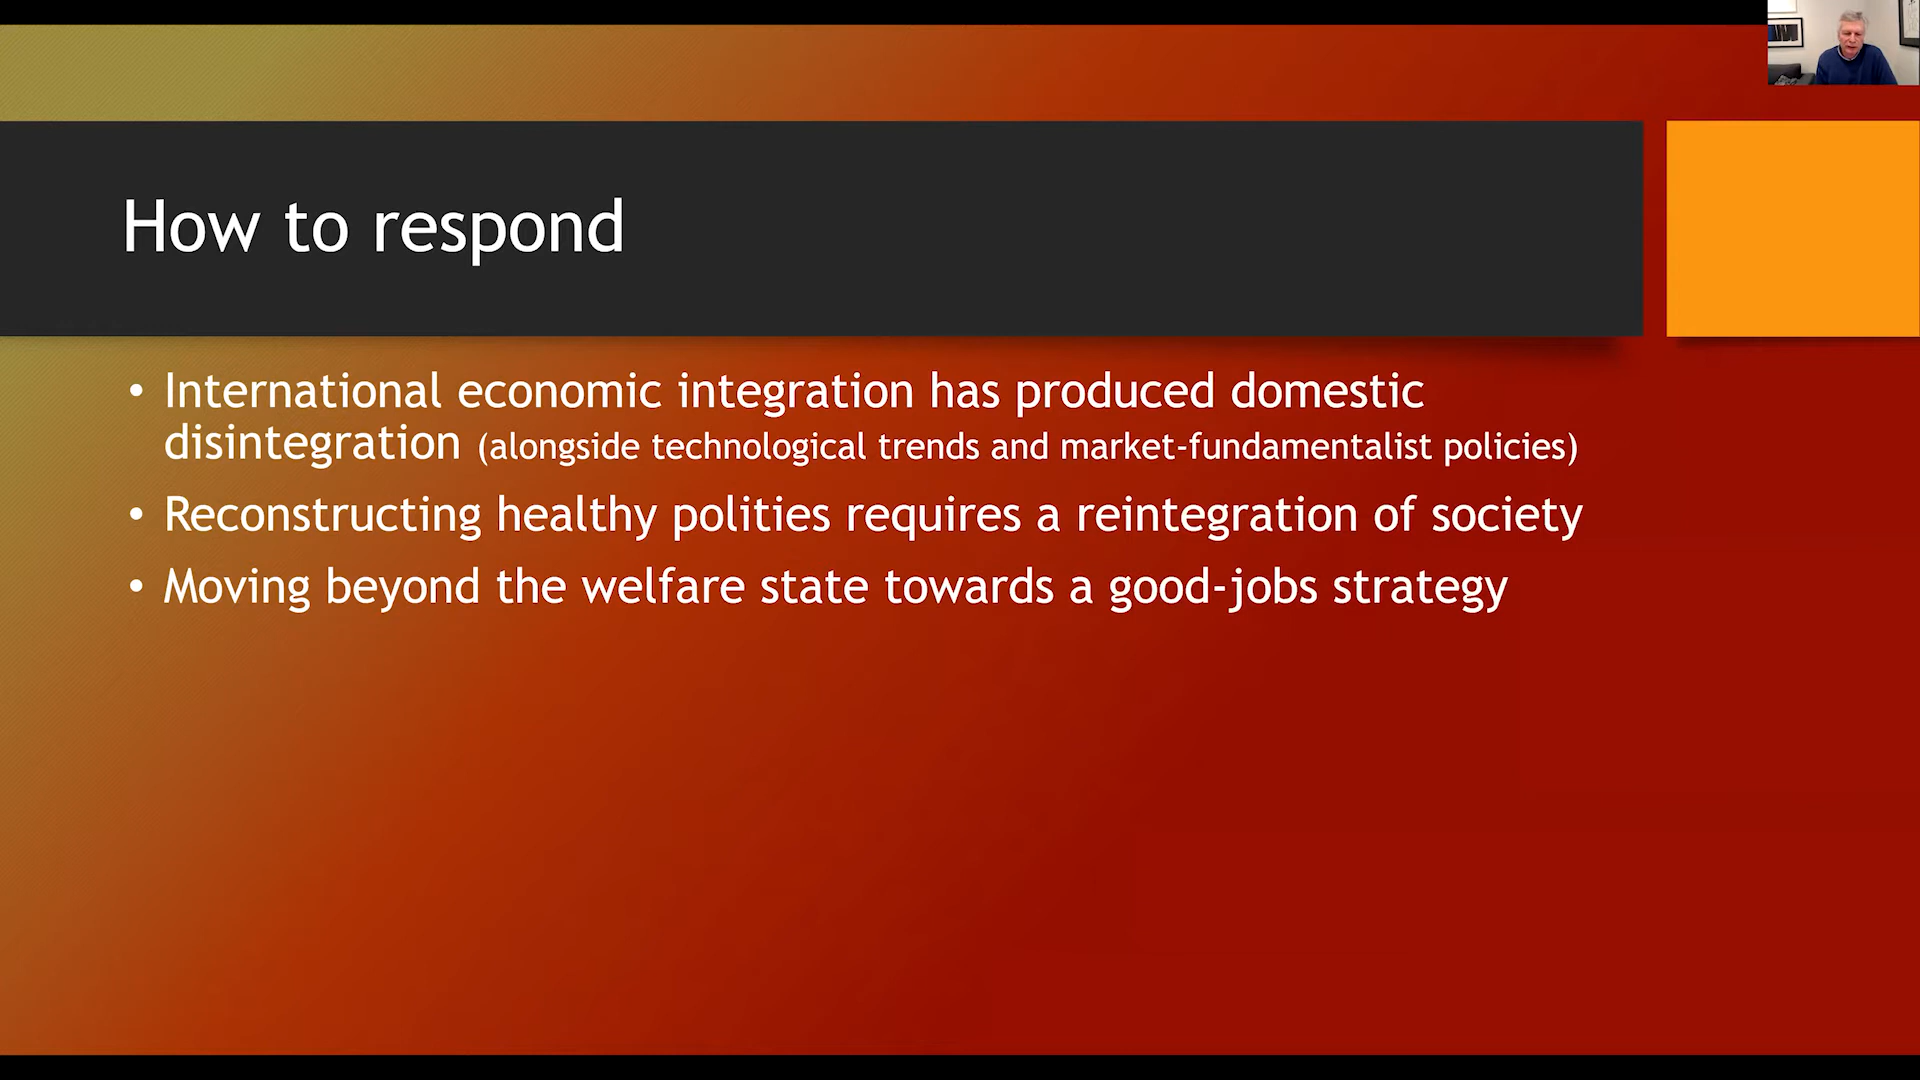 How to respond
• International economic integration has produced domestic
disintegration (alongside technological trends and market-fundamentalist policies)
• Reconstructing healthy polities requires a reintegration of society
• Moving beyond the welfare state towards a good-jobs strategy